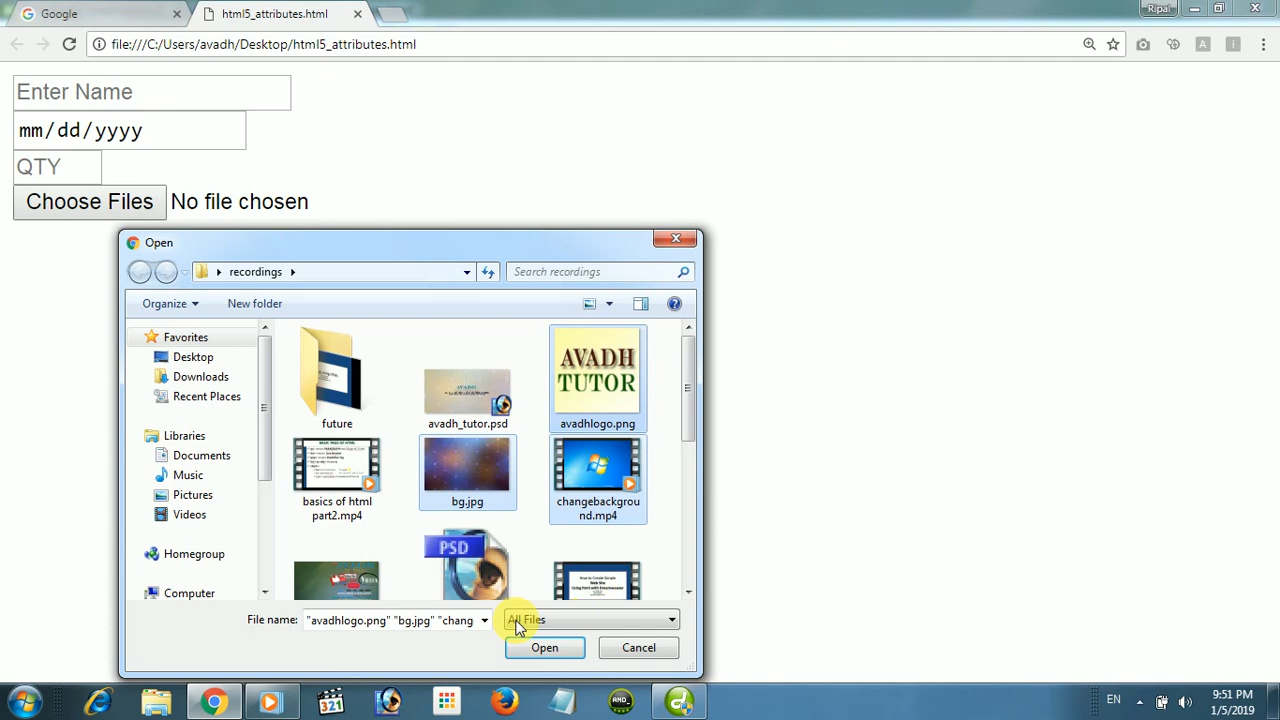 Google
html5_attributes.html
Ripal
file:///C:/Users/avadh/Desktop/html5_attributes.html
Enter Name
mm/dd/yyyy
QTY
Choose Files No file chosen
Open
recordings
Search recordings
Organize
New folder
Favorites
Desktop
Downloads
Recent Places
Libraries
Documents
Music
Pictures
Videos
Homegroup
Computer
AVADH
TUTOR
future
avadh_tutor.psd
avadhlogo.png
basics of html
part2.mp4
bg.jpg
changebackgrou
nd.mp4
PSD
File name:
"avadhlogo.png" "bg.jpg" "chang
All Files
Open
Cancel
321
AND_
EN
9:51 PM
1/5/2019